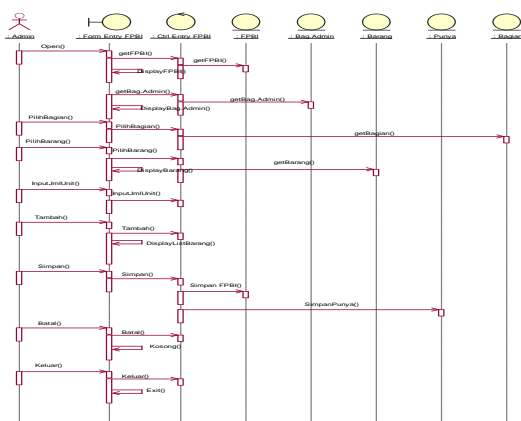 : Admin
: Form Entry FPBI
: Ctrl Entry FPBI
: FPBI
: Bag.Admin
: Barang
: Punya
: Bagian
Open()
getFPBI()
getFPBI()
DisplayFPBI()
getBag.Admin()
getBag.Admin()
DisplayBag.Admin()
PilihBagian()
PilihBagian()
getBagian()
PilihBarang()
PilihBarang()
getBarang()
DisplayBarang()
InputJmlUnit()
InputJmlUnit()
Tambah()
Tambah()
DisplayListBarang()
Simpan()
Simpan()
Simpan FPBI()
SimpanPunya()
Batal()
Batal()
Kosong()
Keluar()
Keluar()
Exit()